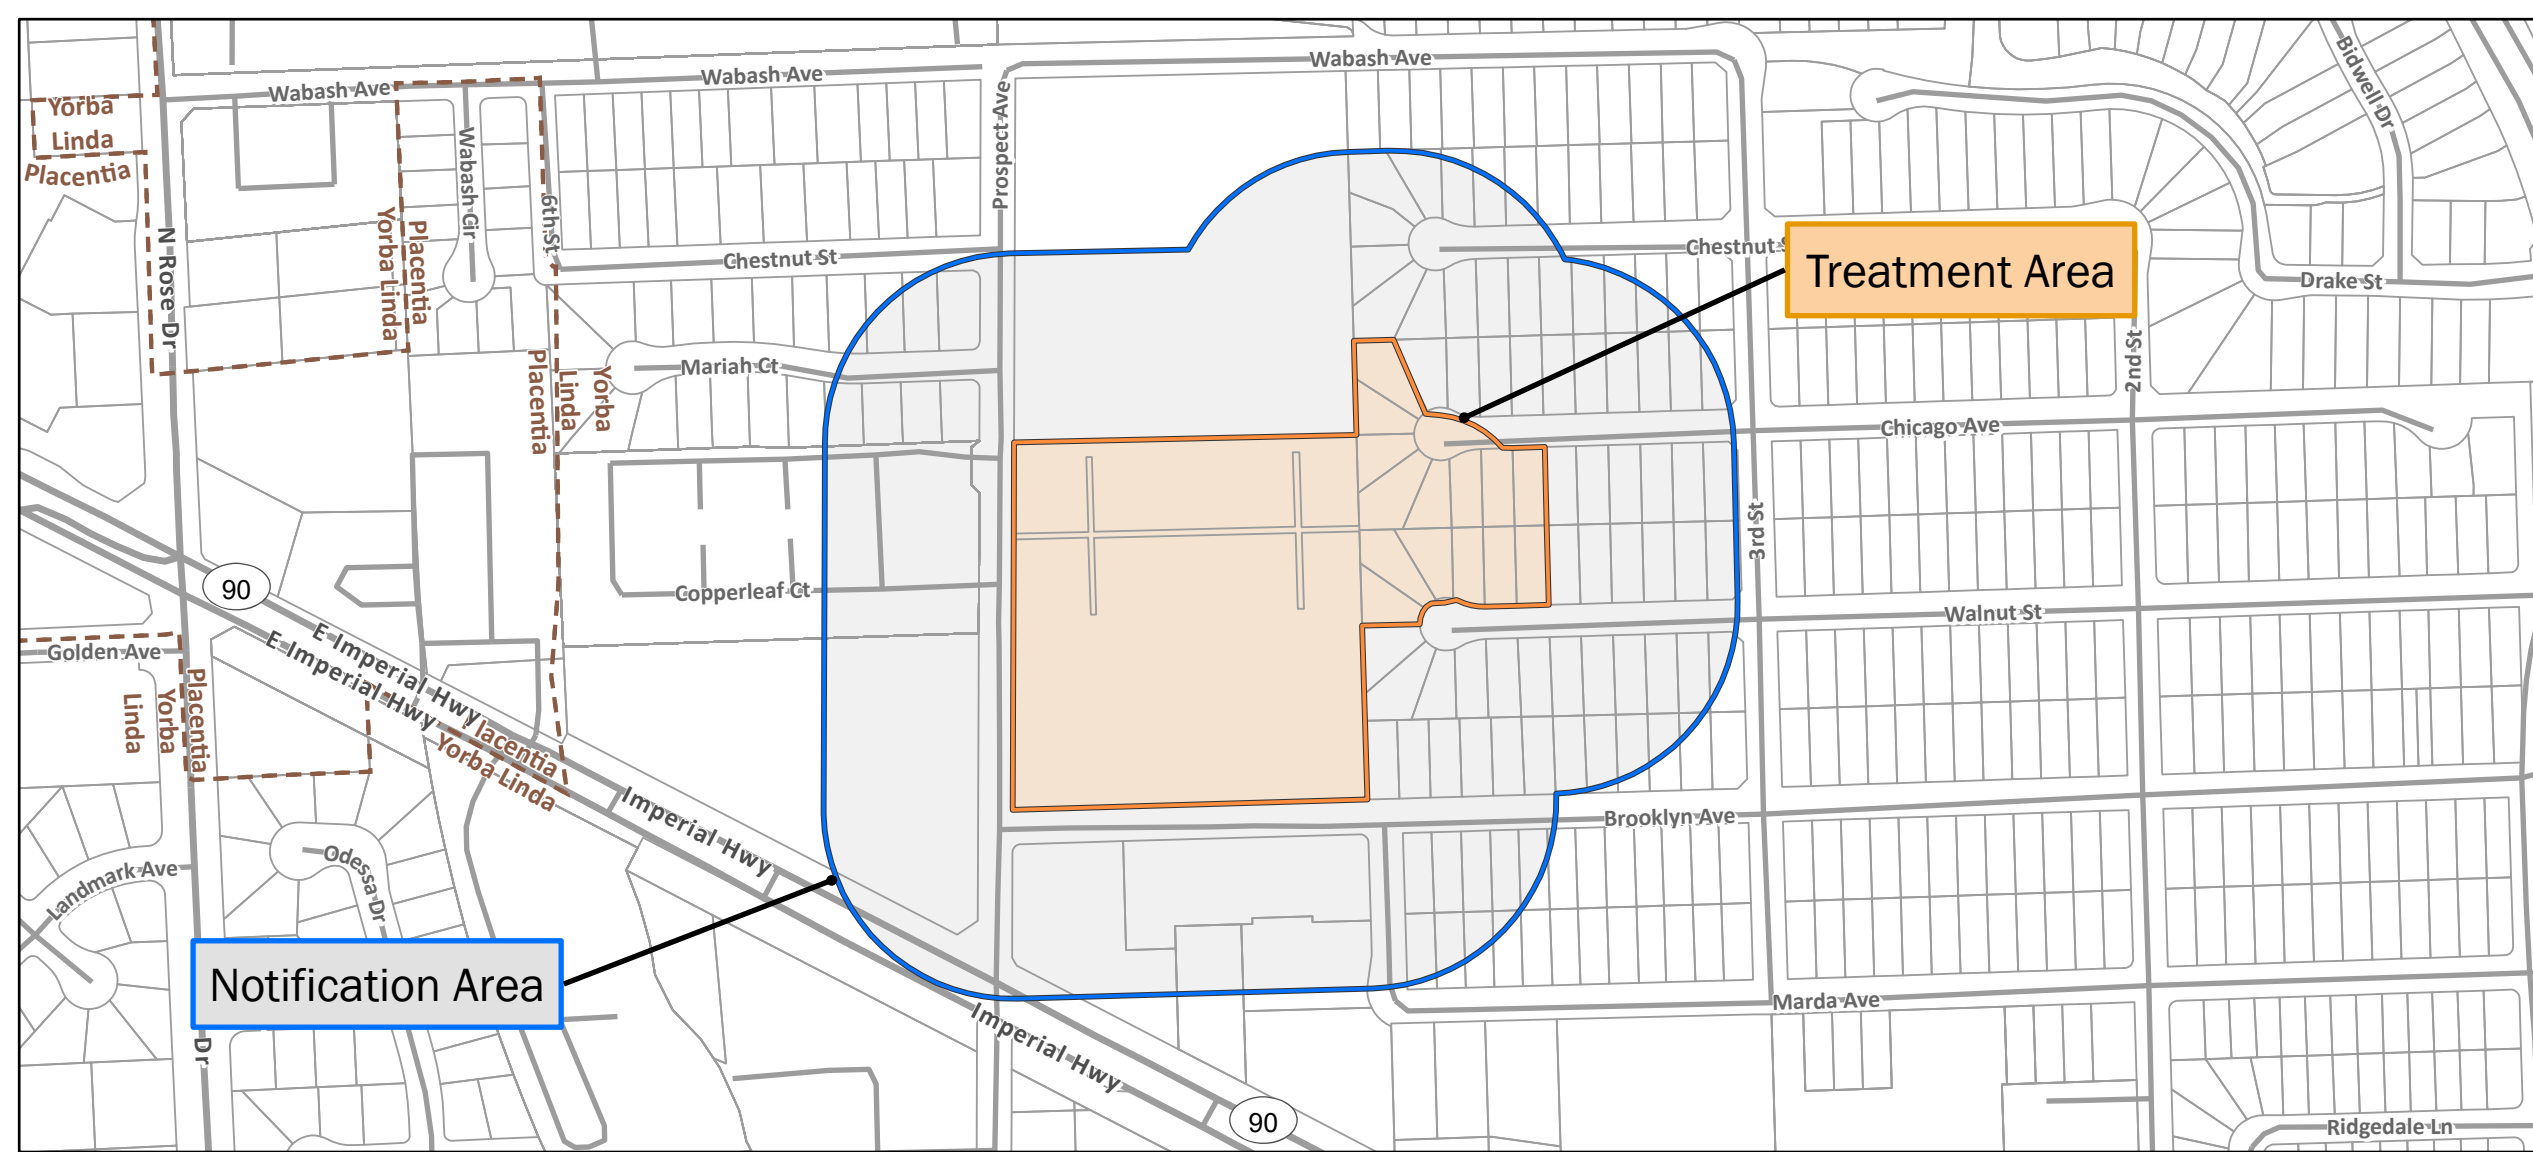 Wabash Ave
Wabash Ave
Wabash Ave
Yorba
Linda
Placentia
Wabash Cir
6th St
Prospect Ave
Bidwell Dr
N Rose Dr
Yorba Linda
Placentia
Chestnut St
Chestnut S
Treatment Area
Drake St
2nd St
Mariah Ct
Placentia
Linda
Yorba
Chicago Ave
3rd St
90
Copperleaf Ct
Walnut St
Golden Ave
E Imperial Hwy
E Imperial Hwy
Linda
Yorba
Placentia
lacentia
Yorba Linda
Imperial Hwy
Brooklyn Ave
Landmark Ave
Odessa Dr
Notification Area
Marda Ave
Dr
Imperial Hwy
90
Ridgedale Ln